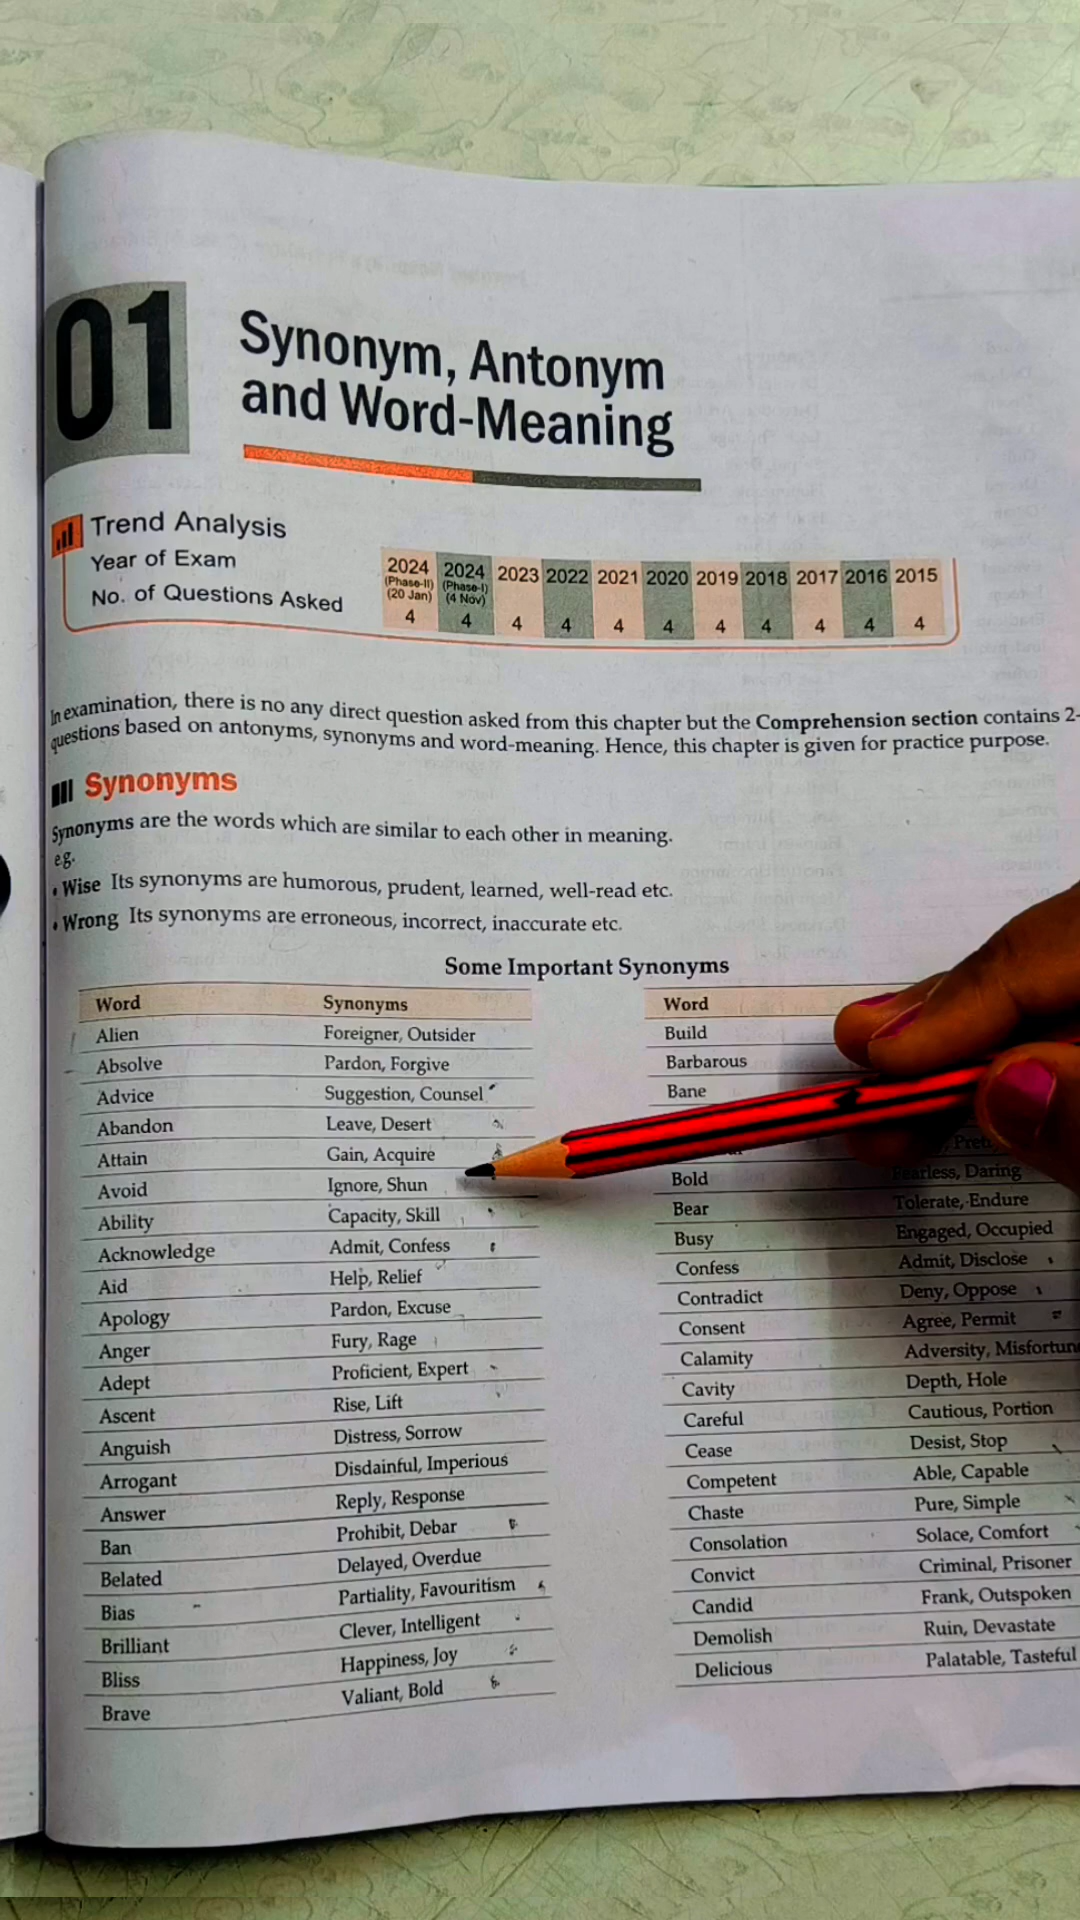 01
Synonym, Antonym
and Word-Meaning
Trend Analysis
Year of Exam
2024 (Phase-II) (20 Jan) 2024 (Phase-I) (4 Nov) 2023 2022 2021 2020 2019 2018 2017 2016 2015
No. of Questions Asked
4 4 4 4 4 4 4 4 4 4 4
In examination, there is no any direct question asked from this chapter but the Comprehension section contains 2-
questions based on antonyms, synonyms and word-meaning. Hence, this chapter is given for practice purpose.
Synonyms
Synonyms are the words which are similar to each other in meaning.
e.g.
• Wise Its synonyms are humorous, prudent, learned, well-read etc.
• Wrong Its synonyms are erroneous, incorrect, inaccurate etc.
Some Important Synonyms
Word Synonyms
Alien Foreigner, Outsider
Absolve Pardon, Forgive
Advice Suggestion, Counsel
Abandon Leave, Desert
Attain Gain, Acquire
Avoid Ignore, Shun
Ability Capacity, Skill
Acknowledge Admit, Confess
Aid Help, Relief
Apology Pardon, Excuse
Anger Fury, Rage
Adept Proficient, Expert
Ascent Rise, Lift
Anguish Distress, Sorrow
Arrogant Disdainful, Imperious
Answer Reply, Response
Ban Prohibit, Debar
Belated Delayed, Overdue
Bias Partiality, Favouritism
Brilliant Clever, Intelligent
Bliss Happiness, Joy
Brave Valiant, Bold
Word
Build
Barbarous
Bane
Bold Fearless, Daring
Bear Tolerate, Endure
Busy Engaged, Occupied
Confess Admit, Disclose
Contradict Deny, Oppose
Consent Agree, Permit
Calamity Adversity, Misfortun
Cavity Depth, Hole
Careful Cautious, Portion
Cease Desist, Stop
Competent Able, Capable
Chaste Pure, Simple
Consolation Solace, Comfort
Convict Criminal, Prisoner
Candid Frank, Outspoken
Demolish Ruin, Devastate
Delicious Palatable, Tasteful